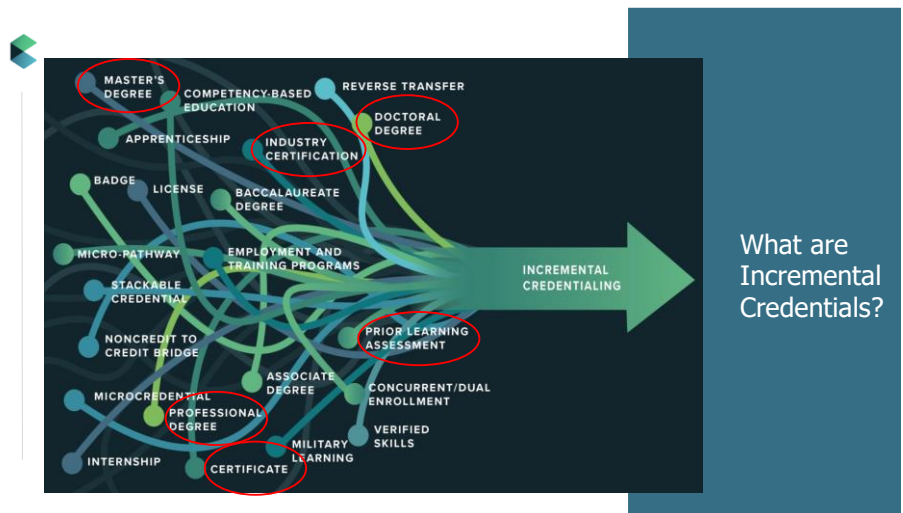 MASTER'S
DEGREE
COMPETENCY-BASED
EDUCATION
REVERSE TRANSFER
DOCTORAL
DEGREE
APPRENTICESHIP
INDUSTRY
CERTIFICATION
BADGE
LICENSE
BACCALAUREATE
DEGREE
MICRO-PATHWAY
EMPLOYMENT AND
TRAINING PROGRAMS
STACKABLE
CREDENTIAL
INCREMENTAL
CREDENTIALING
NONCREDIT TO
CREDIT BRIDGE
PRIOR LEARNING
ASSESSMENT
ASSOCIATE
DEGREE
CONCURRENT/DUAL
ENROLLMENT
MICROCREDENTIAL
PROFESSIONAL
DEGREE
VERIFIED
SKILLS
MILITARY
LEARNING
INTERNSHIP
CERTIFICATE
What are
Incremental
Credentials?